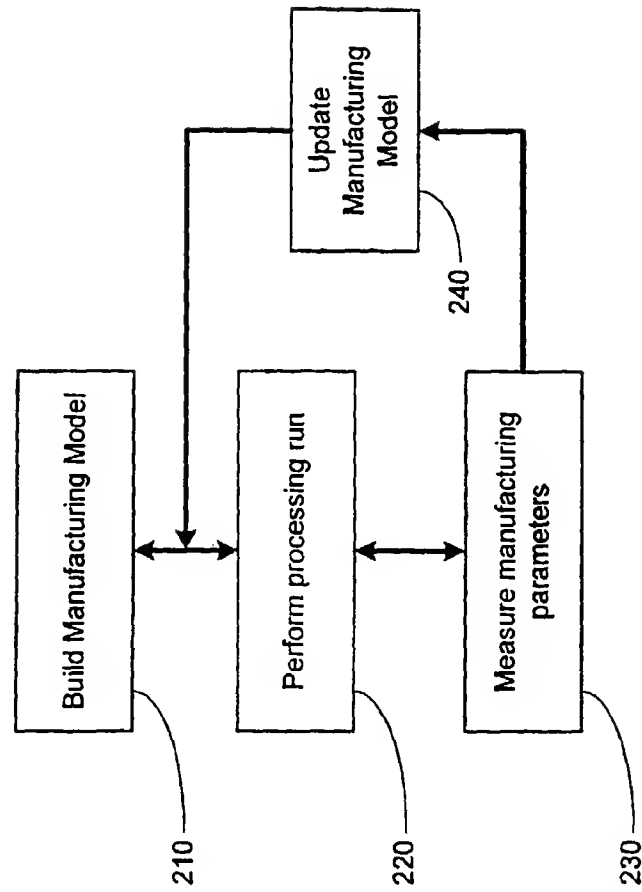 Build Manufacturing Model
210
Perform processing run
220
Measure manufacturing
parameters
230
Update
Manufacturing
Model
240